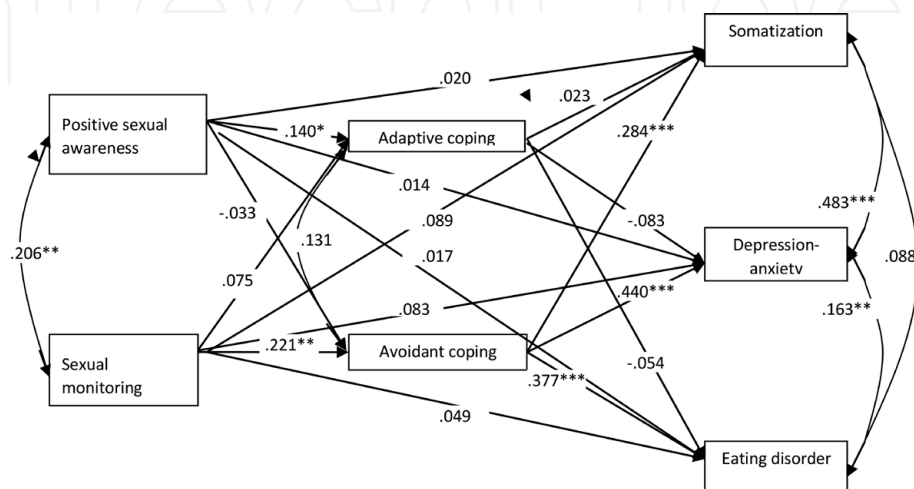 Somatization
.020
.023
Positive sexual
awareness
.140*
Adaptive coping
.284***
.014
-.033
.089
-.083
.483***
.206**
.131
.017
Depression-
anxiety
.088
.075
.083
.440***
.163**
Sexual
monitoring
.221**
Avoidant coping
-.054
.377***
.049
Eating disorder